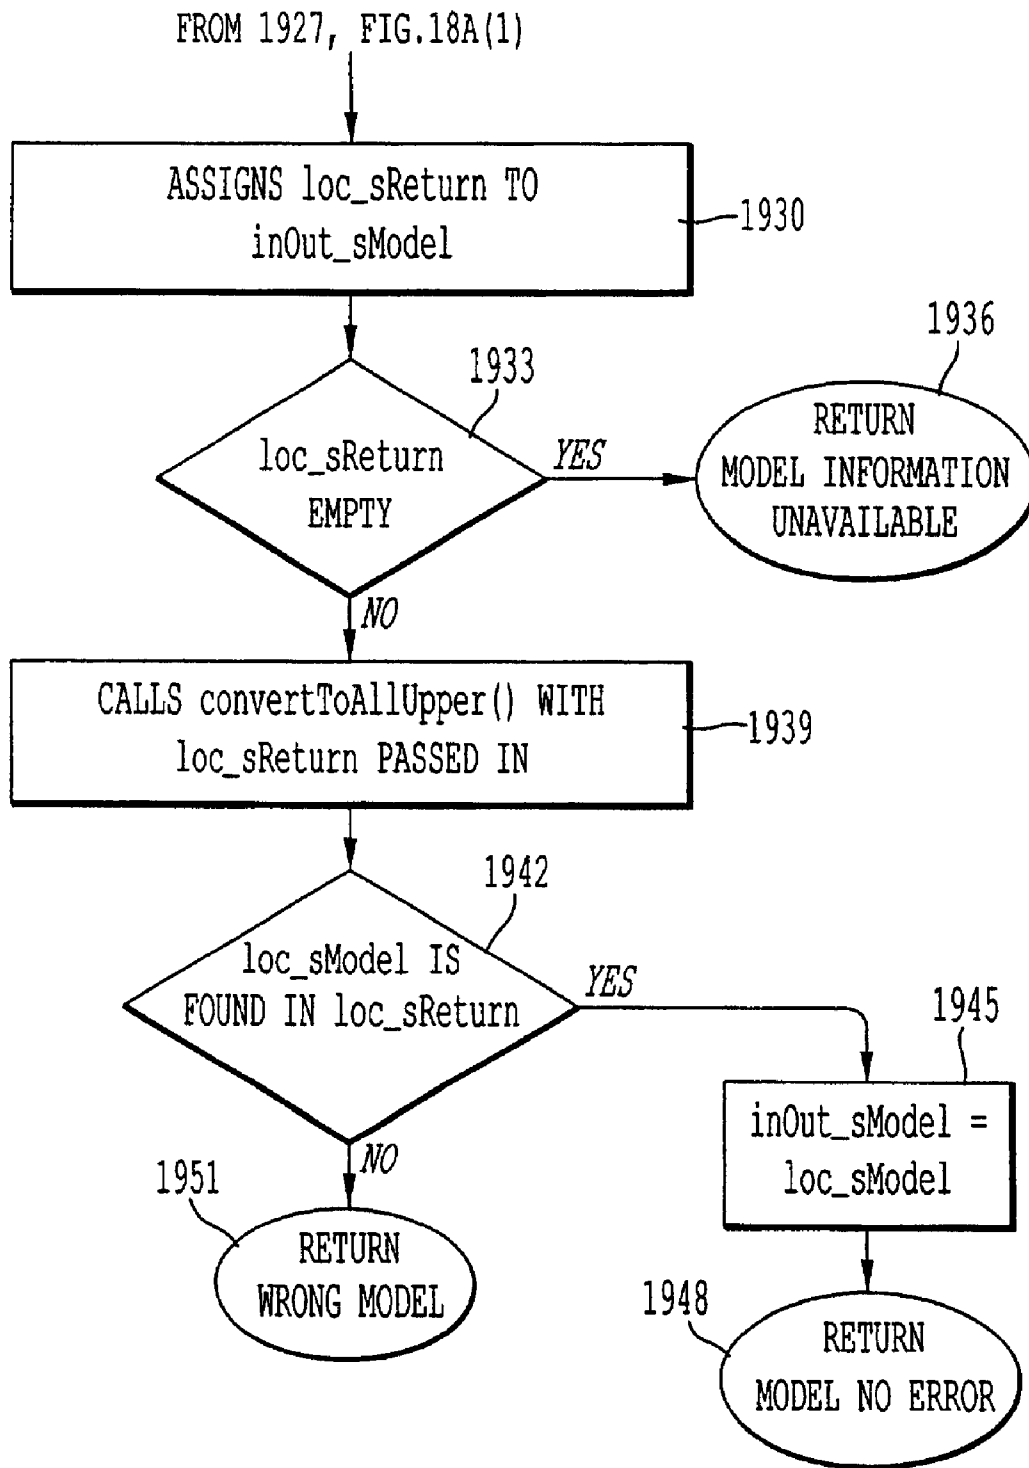 FROM 1927, FIG.18A(1)
ASSIGNS loc_sReturn TO
inOut_sModel
1930
1933
loc_sReturn
EMPTY
YES
1936
RETURN
MODEL INFORMATION
UNAVAILABLE
NO
CALLS convertToAllUpper() WITH
loc_sReturn PASSED IN
1939
1942
loc_sModel IS
FOUND IN loc_sReturn
YES
1945
inOut_sModel =
loc_sModel
NO
1951
RETURN
WRONG MODEL
1948
RETURN
MODEL NO ERROR